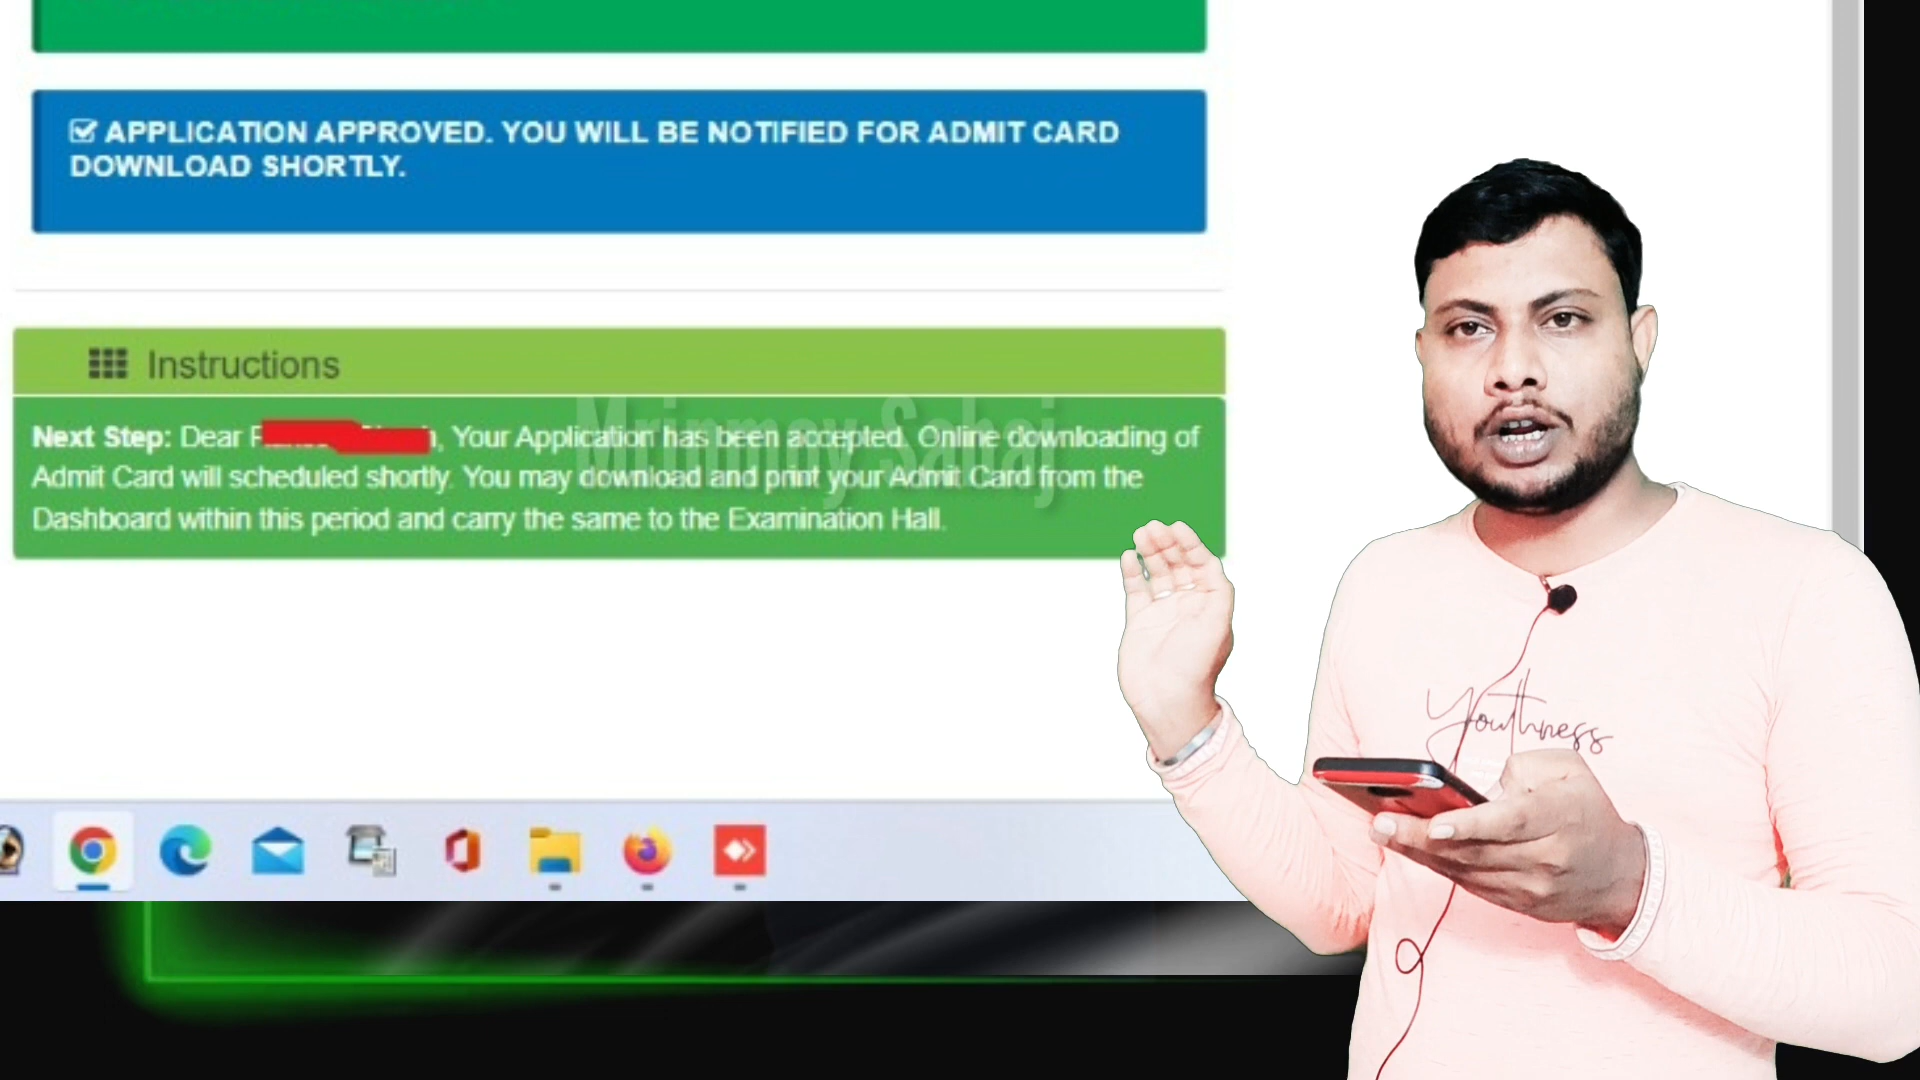 APPLICATION APPROVED. YOU WILL BE NOTIFIED FOR ADMIT CARD
DOWNLOAD SHORTLY.
Instructions
Next Step: Dear , Your Application has been accepted. Online downloading of
Admit Card will scheduled shortly. You may download and print your Admit Card from the
Dashboard within this period and carry the same to the Examination Hall.
Mrinmoy Sahaj
Youthness